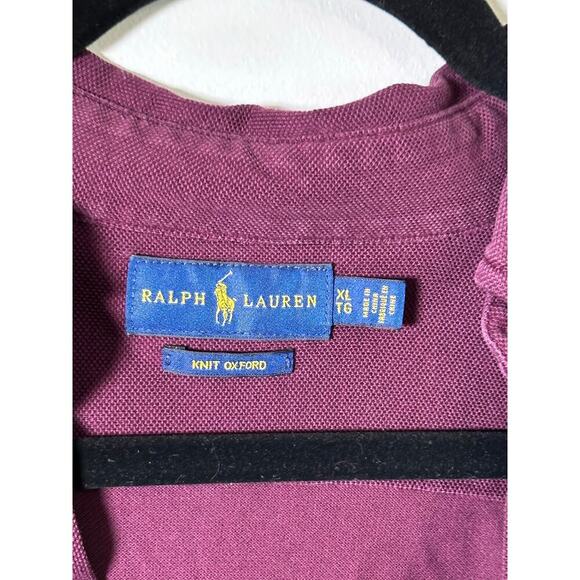 RALPH LAUREN
XL
TG
MADE IN
CHINA
FABRIQUÉ EN
CHINE
KNIT OXFORD